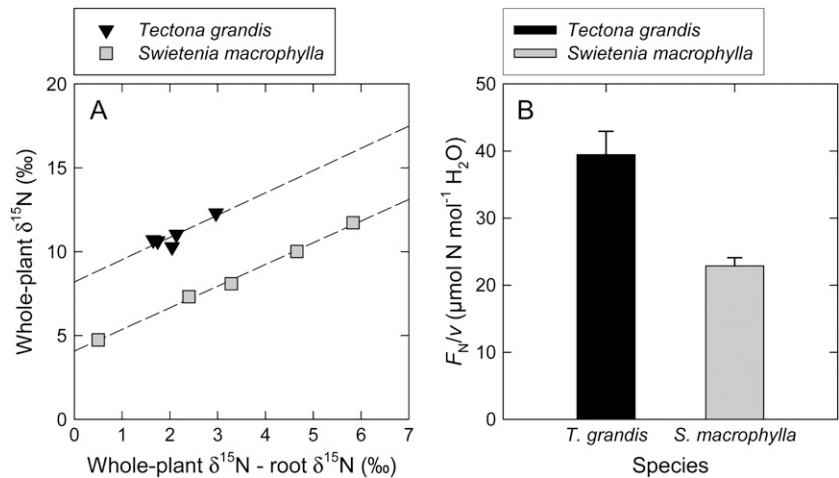 Tectona grandis
Swietenia macrophylla
A
20
15
10
5
0
0 1 2 3 4 5 6 7
Whole-plant δ15N (‰)
Whole-plant δ15N - root δ15N (‰)
Tectona grandis
Swietenia macrophylla
B
50
40
30
20
10
0
FN/v (μmol N mol-1 H2O)
T. grandis S. macrophylla
Species